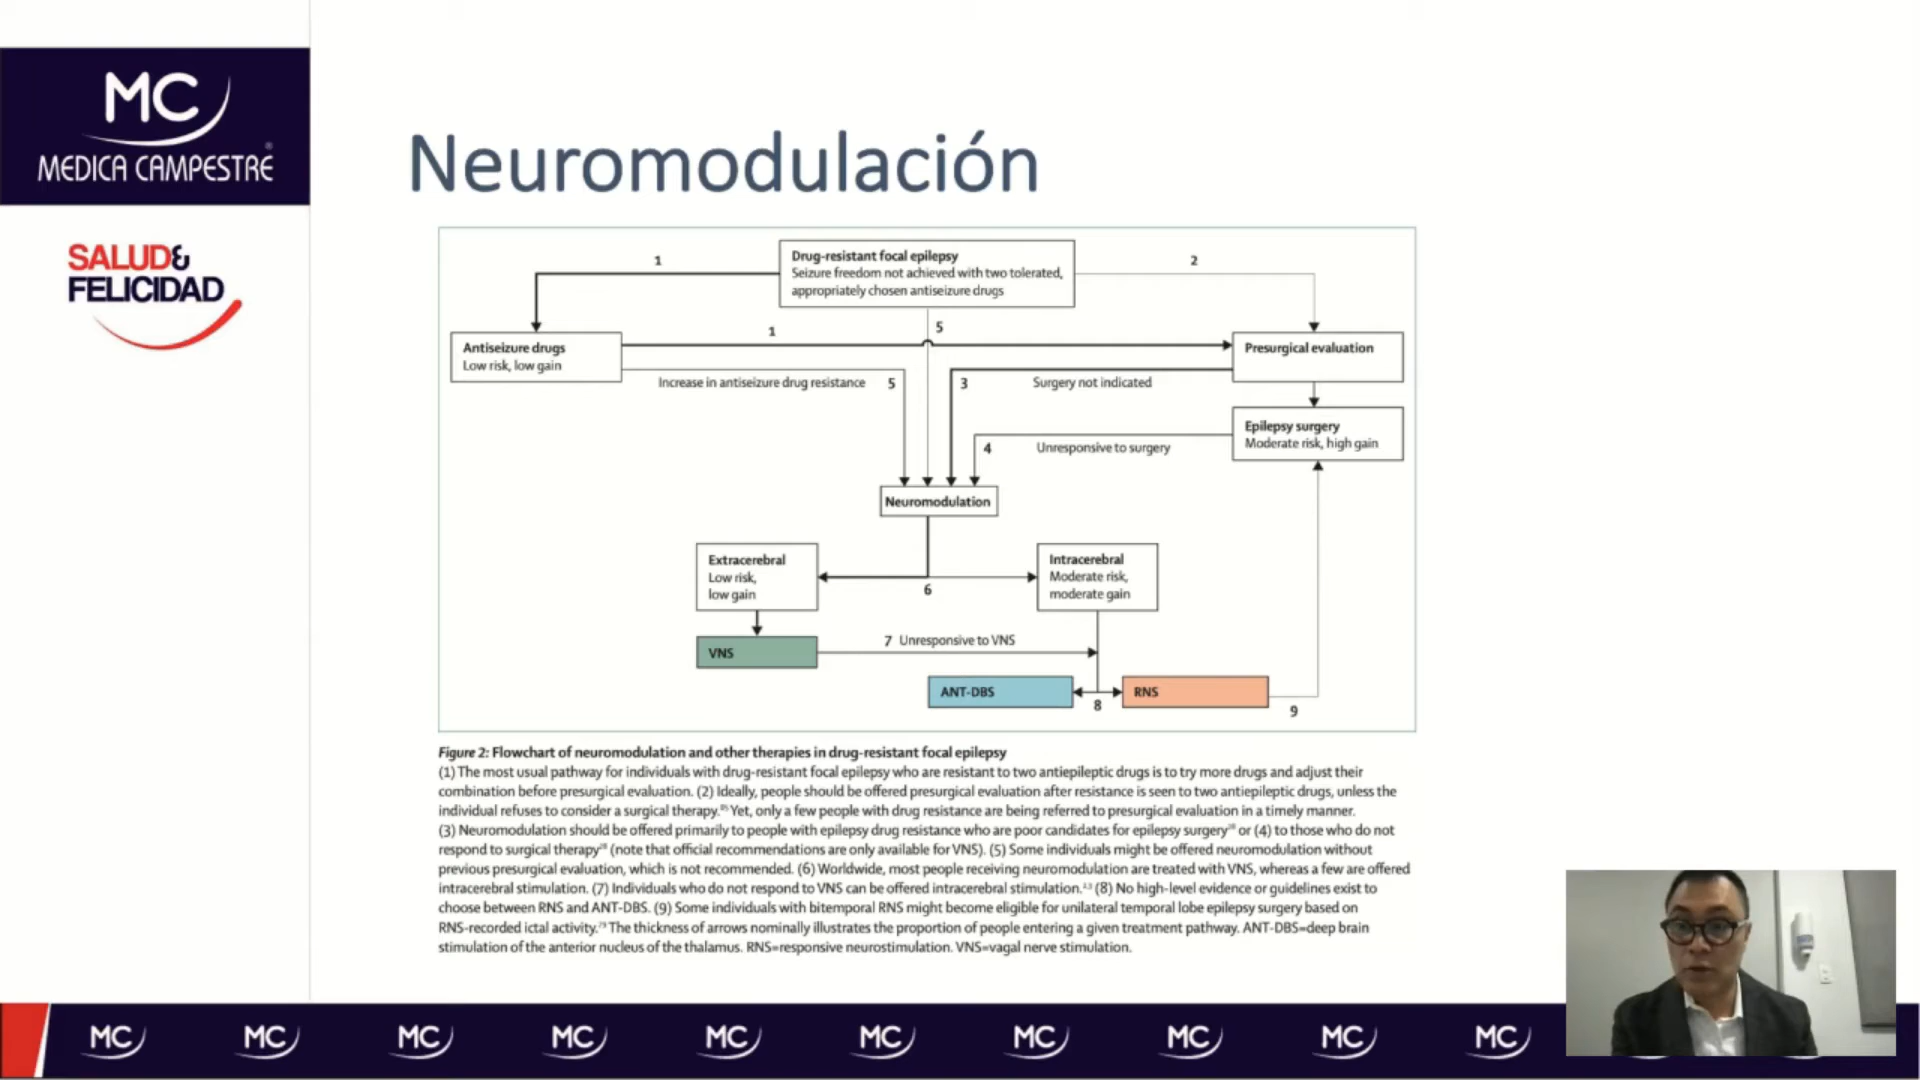 MC
MEDICA CAMPESTRE
®
SALUD&
FELICIDAD
Neuromodulación
Drug-resistant focal epilepsy
Seizure freedom not achieved with two tolerated,
appropriately chosen antiseizure drugs
1
2
1
5
Antiseizure drugs
Low risk, low gain
Presurgical evaluation
Increase in antiseizure drug resistance
5
3
Surgery not indicated
Epilepsy surgery
Moderate risk, high gain
4
Unresponsive to surgery
Neuromodulation
Extracerebral
Low risk,
low gain
Intracerebral
Moderate risk,
moderate gain
6
7 Unresponsive to VNS
VNS
ANT-DBS
RNS
8
9
Figure 2: Flowchart of neuromodulation and other therapies in drug-resistant focal epilepsy
(1) The most usual pathway for individuals with drug-resistant focal epilepsy who are resistant to two antiepileptic drugs is to try more drugs and adjust their
combination before presurgical evaluation. (2) Ideally, people should be offered presurgical evaluation after resistance is seen to two antiepileptic drugs, unless the
individual refuses to consider a surgical therapy. Yet, only a few people with drug resistance are being referred to presurgical evaluation in a timely manner.
(3) Neuromodulation should be offered primarily to people with epilepsy drug resistance who are poor candidates for epilepsy surgery or (4) to those who do not
respond to surgical therapy (note that official recommendations are only available for VNS). (5) Some individuals might be offered neuromodulation without
previous presurgical evaluation, which is not recommended. (6) Worldwide, most people receiving neuromodulation are treated with VNS, whereas a few are offered
intracerebral stimulation. (7) Individuals who do not respond to VNS can be offered intracerebral stimulation. (8) No high-level evidence or guidelines exist to
choose between RNS and ANT-DBS. (9) Some individuals with bitemporal RNS might become eligible for unilateral temporal lobe epilepsy surgery based on
RNS-recorded ictal activity. The thickness of arrows nominally illustrates the proportion of people entering a given treatment pathway. ANT-DBS=deep brain
stimulation of the anterior nucleus of the thalamus. RNS=responsive neurostimulation. VNS=vagal nerve stimulation.
MC MC MC MC MC MC MC MC MC MC